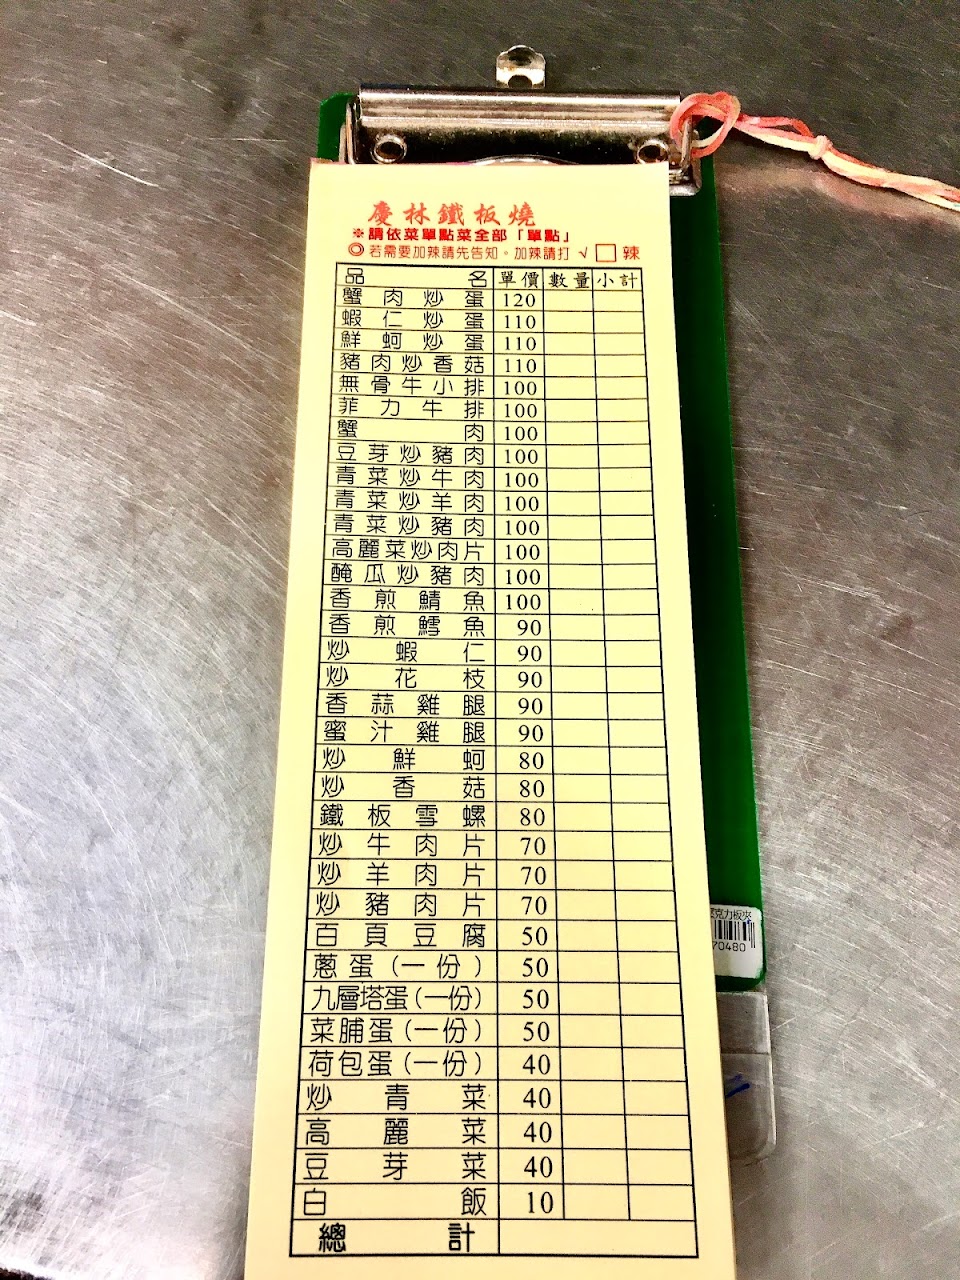 慶林鐵板燒
※請依菜單點菜全部「單點」
◎若需要加辣請先告知。加辣請打√□辣
品名 單價 數量 小計
蟹肉炒蛋 120
蝦仁炒蛋 110
鮮蚵炒蛋 110
豬肉炒香菇 110
無骨牛小排 100
菲力牛排 100
蟹肉 100
豆芽炒豬肉 100
青菜炒牛肉 100
青菜炒羊肉 100
青菜炒豬肉 100
高麗菜炒肉片 100
醃瓜炒豬肉 100
香煎鯖魚 100
香煎鱈魚 90
炒蝦仁 90
炒花枝 90
香蒜雞腿 90
蜜汁雞腿 90
炒鮮蚵 80
炒香菇 80
鐵板雪螺 80
炒牛肉片 70
炒羊肉片 70
炒豬肉片 70
百頁豆腐 50
蔥蛋(一份) 50
九層塔蛋(一份) 50
菜脯蛋(一份) 50
荷包蛋(一份) 40
炒青菜 40
高麗菜 40
豆芽菜 40
白飯 10
總計
克力板夾
70480